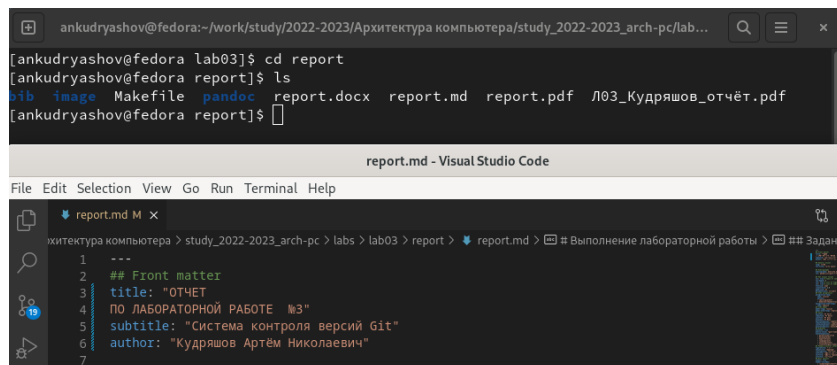 ankudryashov@fedora:~/work/study/2022-2023/Архитектура компьютера/study_2022-2023_arch-pc/lab...
[ankudryashov@fedora lab03]$ cd report
[ankudryashov@fedora report]$ ls
bib image Makefile pandoc report.docx report.md report.pdf Л03_Кудряшов_отчёт.pdf
[ankudryashov@fedora report]$
report.md - Visual Studio Code
File Edit Selection View Go Run Terminal Help
report.md M
хитектура компьютера > study_2022-2023_arch-pc > labs > lab03 > report > report.md > # Выполнение лабораторной работы > ## Задан
1 ---
2 ## Front matter
3 title: "ОТЧЕТ
4 ПО ЛАБОРАТОРНОЙ РАБОТЕ №3"
5 subtitle: "Система контроля версий Git"
6 author: "Кудряшов Артём Николаевич"
7
19